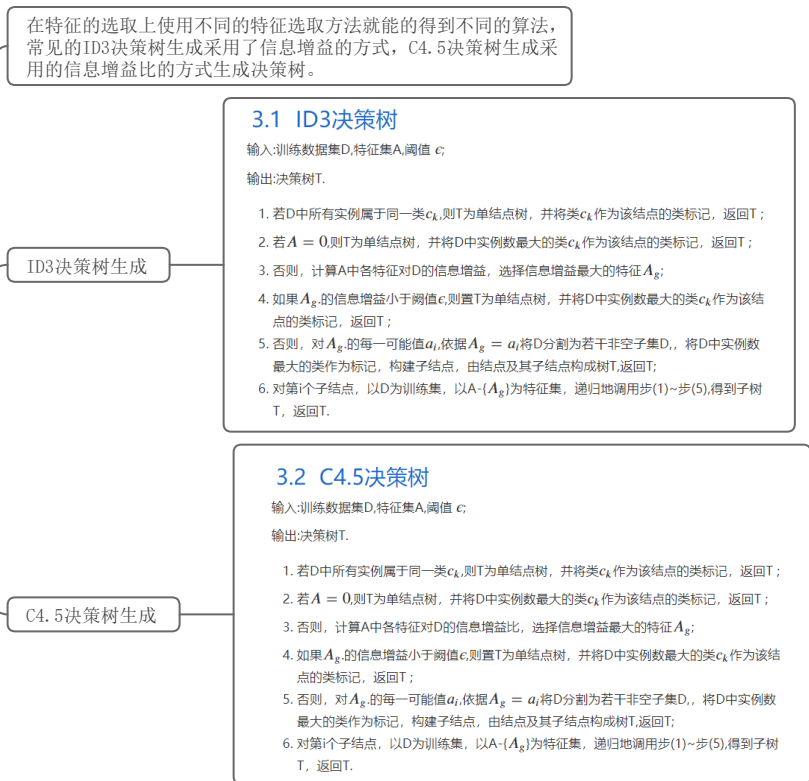 在特征的选取上使用不同的特征选取方法就能的得到不同的算法，
常见的ID3决策树生成采用了信息增益的方式，C4.5决策树生成采
用的信息增益比的方式生成决策树。
3.1 ID3决策树
输入:训练数据集D,特征集A,阈值 ϵ;
输出:决策树T.
1. 若D中所有实例属于同一类cₖ,则T为单结点树，并将类cₖ作为该结点的类标记，返回T；
2. 若A = 0,则T为单结点树，并将D中实例数最大的类cₖ作为该结点的类标记，返回T；
3. 否则，计算A中各特征对D的信息增益，选择信息增益最大的特征A_g;
4. 如果A_g.的信息增益小于阙值ϵ,则置T为单结点树，并将D中实例数最大的类cₖ作为该结
点的类标记，返回T；
5. 否则，对A_g.的每一可能值aᵢ,依据A_g = aᵢ将D分割为若干非空子集D,，将D中实例数
最大的类作为标记，构建子结点，由结点及其子结点构成树T,返回T;
6. 对第i个子结点，以D为训练集，以A-{A_g}为特征集，递归地调用步(1)~步(5),得到子树
T，返回T.
ID3决策树生成
3.2 C4.5决策树
输入:训练数据集D,特征集A,阈值 ϵ;
输出:决策树T.
1. 若D中所有实例属于同一类cₖ,则T为单结点树，并将类cₖ作为该结点的类标记，返回T；
2. 若A = 0,则T为单结点树，并将D中实例数最大的类cₖ作为该结点的类标记，返回T；
3. 否则，计算A中各特征对D的信息增益比，选择信息增益最大的特征A_g;
4. 如果A_g.的信息增益小于阙值ϵ,则置T为单结点树，并将D中实例数最大的类cₖ作为该结
点的类标记，返回T；
5. 否则，对A_g.的每一可能值aᵢ,依据A_g = aᵢ将D分割为若干非空子集D,，将D中实例数
最大的类作为标记，构建子结点，由结点及其子结点构成树T,返回T;
6. 对第i个子结点，以D为训练集，以A-{A_g}为特征集，递归地调用步(1)~步(5),得到子树
T，返回T.
C4.5决策树生成